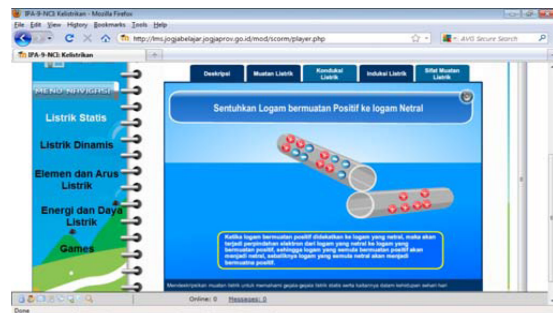 IPA-9-NCI: Kelistrikan - Mozilla Firefox
File Edit View History Bookmarks Tools Help
http://lms.jogjabelajar.jogjaprov.go.id/mod/scorm/player.php
AVG Secure Search
IPA-9-NCI: Kelistrikan
Deskripsi
Muatan Listrik
Konduksi Listrik
Induksi Listrik
Sifat Muatan Listrik
MENU NAVIGASI
Listrik Statis
Listrik Dinamis
Elemen dan Arus
Listrik
Energi dan Daya
Listrik
Games
Sentuhkan Logam bermuatan Positif ke logam Netral
Ketika logam bermuatan positif didekatkan ke logam yang netral, maka akan
terjadi perpindahan elektron dari logam yang netral ke logam yang
bermuatan positif, sehingga logam yang semula bermuatan positif akan
menjadi netral, sebaliknya logam yang semula netral akan menjadi
bermuatna positif.
Mendeskripsikan muatan listrik untuk memahami gejala-gejala listrik statis serta kaitannya dalam kehidupan sehari-hari
Online: 0 Messages: 0
Done